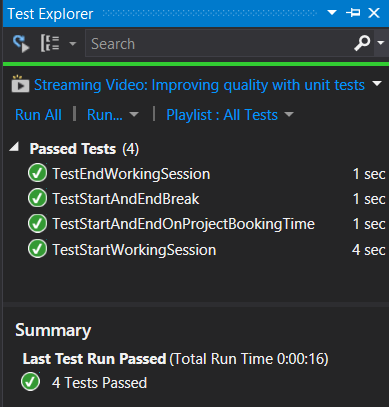 Test Explorer
Search
Streaming Video: Improving quality with unit tests
Run All | Run... | Playlist : All Tests
Passed Tests (4)
TestEndWorkingSession 1 sec
TestStartAndEndBreak 1 sec
TestStartAndEndOnProjectBookingTime 1 sec
TestStartWorkingSession 4 sec
Summary
Last Test Run Passed (Total Run Time 0:00:16)
4 Tests Passed